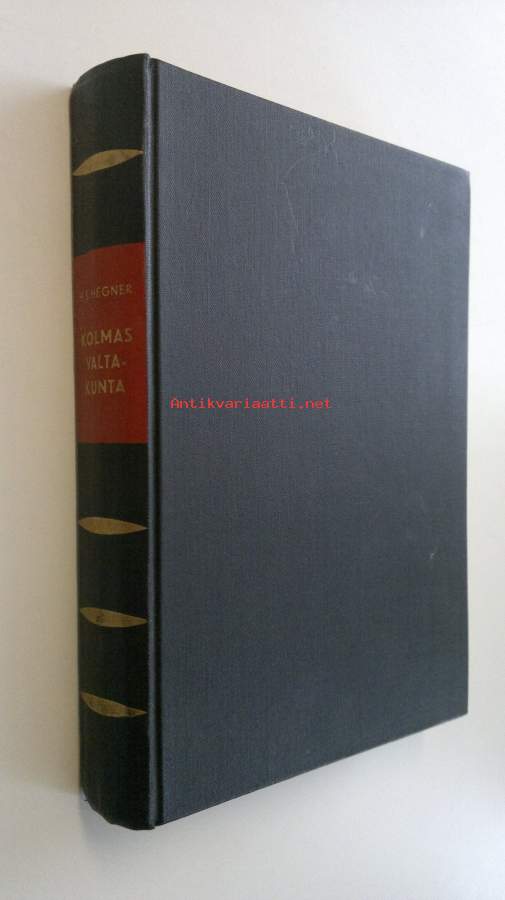 H. S. HEGNER
KOLMAS
VALTA-
KUNTA
Antikvariaatti.net